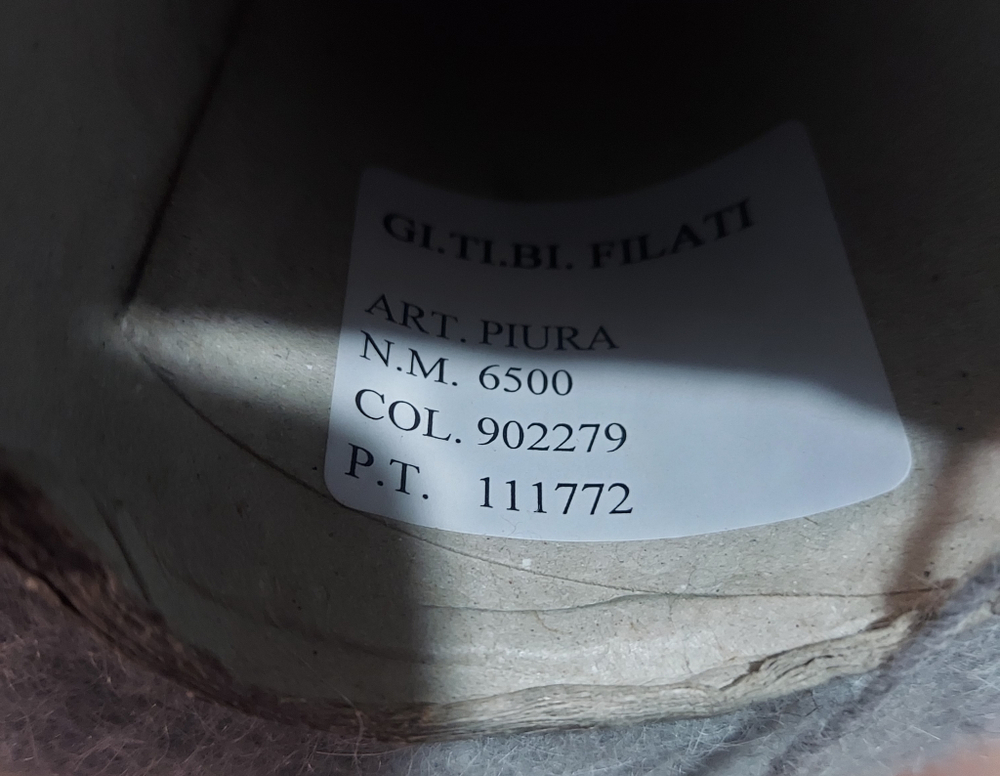 GI.TI.BI. FILATI
ART. PIURA
N.M. 6500
COL. 902279
P.T. 111772